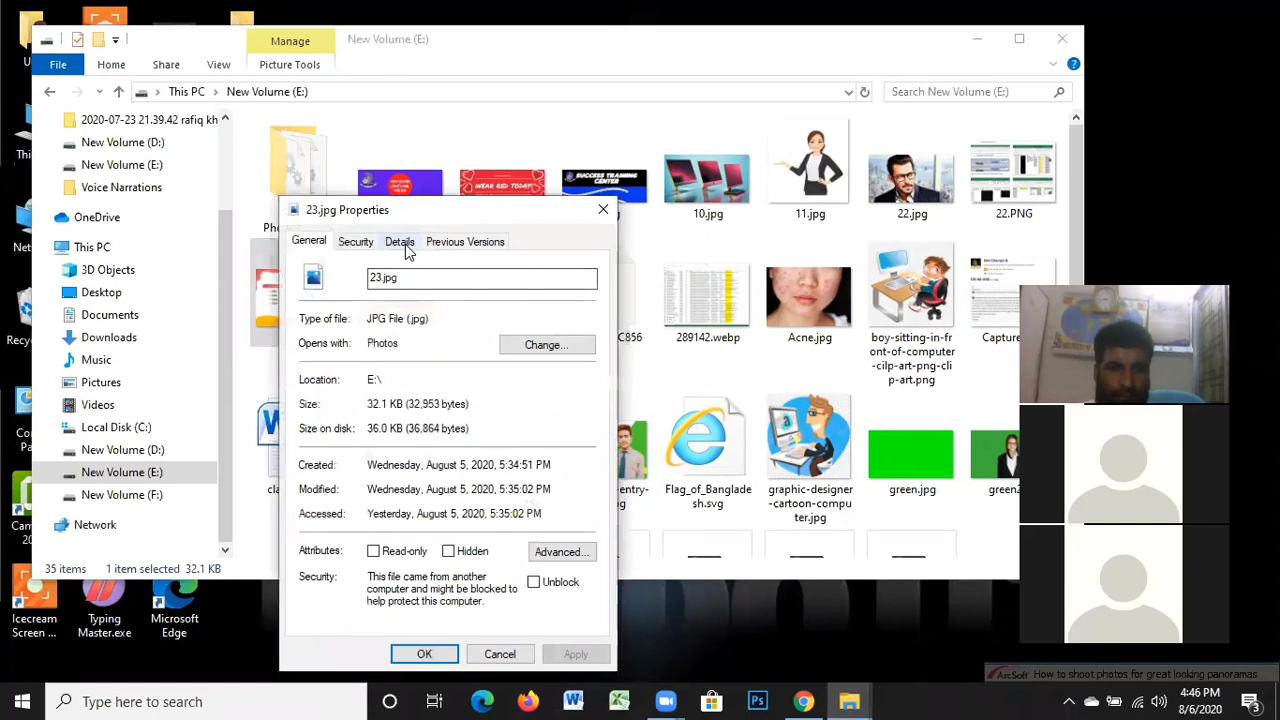 Manage
New Volume (E:)
File
Home
Share
View
Picture Tools
This PC
New Volume (E:)
Search New Volume (E:)
2020-07-23 21.39.42 rafiq kh
New Volume (D:)
New Volume (E:)
Voice Narrations
OneDrive
This PC
3D Objects
Desktop
Documents
Downloads
Music
Pictures
Videos
Local Disk (C:)
New Volume (D:)
New Volume (E:)
New Volume (F:)
Network
35 items
1 item selected
32.1 KB
SUCCESS TRAINING
CENTER
WEAR RED TODAY!
10.jpg
11.jpg
22.jpg
22.PNG
C856
289142.webp
Acne.jpg
boy-sitting-in-fr
ont-of-computer
-cilp-art-png-cli
p-art.png
Capture
-entry-
Flag_of_Banglade
sh.svg
graphic-designer
-cartoon-compu
ter.jpg
green.jpg
green2
23.jpg Properties
General
Security
Details
Previous Versions
23.jpg
Type of file:
JPG File (.jpg)
Opens with:
Photos
Change...
Location:
E:\
Size:
32.1 KB (32,953 bytes)
Size on disk:
36.0 KB (36,864 bytes)
Created:
Wednesday, August 5, 2020, 5:34:51 PM
Modified:
Wednesday, August 5, 2020, 5:35:02 PM
Accessed:
Yesterday, August 5, 2020, 5:35:02 PM
Attributes:
Read-only
Hidden
Advanced...
Security:
This file came from another
computer and might be blocked to
help protect this computer.
Unblock
OK
Cancel
Apply
Icecream
Screen ...
Typing
Master.exe
Microsoft
Edge
ArcSoft
How to shoot photos for great looking panoramas
Type here to search
4:46 PM
8/6/2020
3